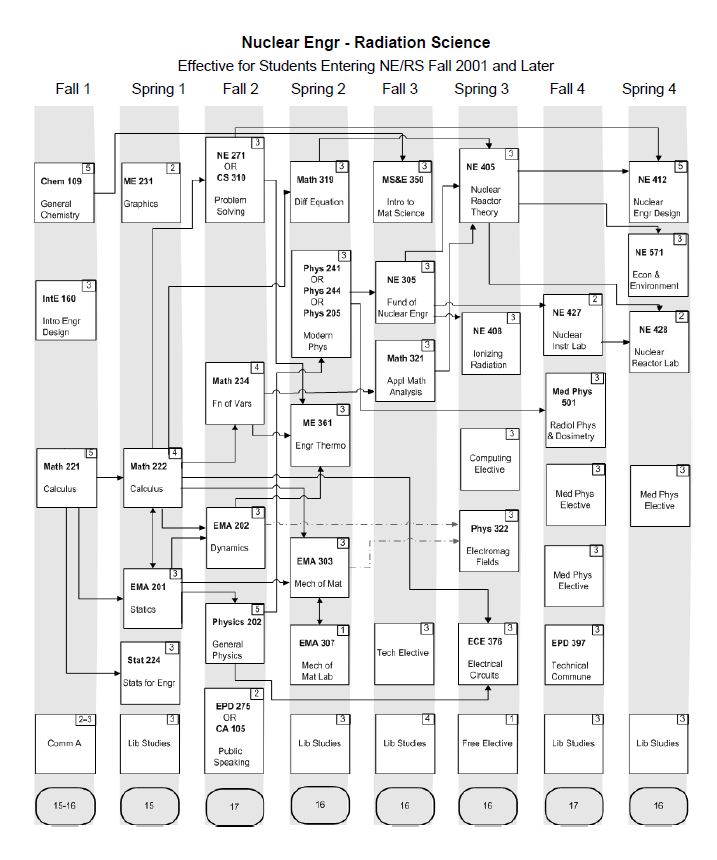 Nuclear Engr - Radiation Science
Effective for Students Entering NE/RS Fall 2001 and Later
Fall 1
Spring 1
Fall 2
Spring 2
Fall 3
Spring 3
Fall 4
Spring 4
5
Chem 109
General
Chemistry
3
IntE 160
Intro Engr
Design
5
Math 221
Calculus
2-3
Comm A
15-16
2
ME 231
Graphics
4
Math 222
Calculus
3
EMA 201
Statics
3
Stat 224
Stats for Engr
3
Lib Studies
15
3
NE 271
OR
CS 310
Problem
Solving
4
Math 234
Fn of Vars
3
EMA 202
Dynamics
5
Physics 202
General
Physics
2
EPD 275
OR
CA 105
Public
Speaking
17
3
Math 319
Diff Equation
3
Phys 241
OR
Phys 244
OR
Phys 205
Modern
Phys
3
ME 361
Engr Thermo
3
EMA 303
Mech of Mat
1
EMA 307
Mech of
Mat Lab
3
Lib Studies
16
3
MS&E 350
Intro to
Mat Science
3
NE 305
Fund of
Nuclear Engr
3
Math 321
Appl Math
Analysis
3
Tech Elective
4
Lib Studies
16
3
NE 405
Nuclear
Reactor
Theory
3
NE 408
Ionizing
Radiation
3
Computing
Elective
3
Phys 322
Electromag
Fields
3
ECE 376
Electrical
Circuits
1
Free Elective
16
2
NE 427
Nuclear
Instr Lab
3
Med Phys
501
Radiol Phys
& Dosimetry
3
Med Phys
Elective
3
Med Phys
Elective
3
EPD 397
Technical
Commune
3
Lib Studies
17
5
NE 412
Nuclear
Engr Design
3
NE 571
Econ &
Environment
2
NE 428
Nuclear
Reactor Lab
3
Med Phys
Elective
3
Lib Studies
16